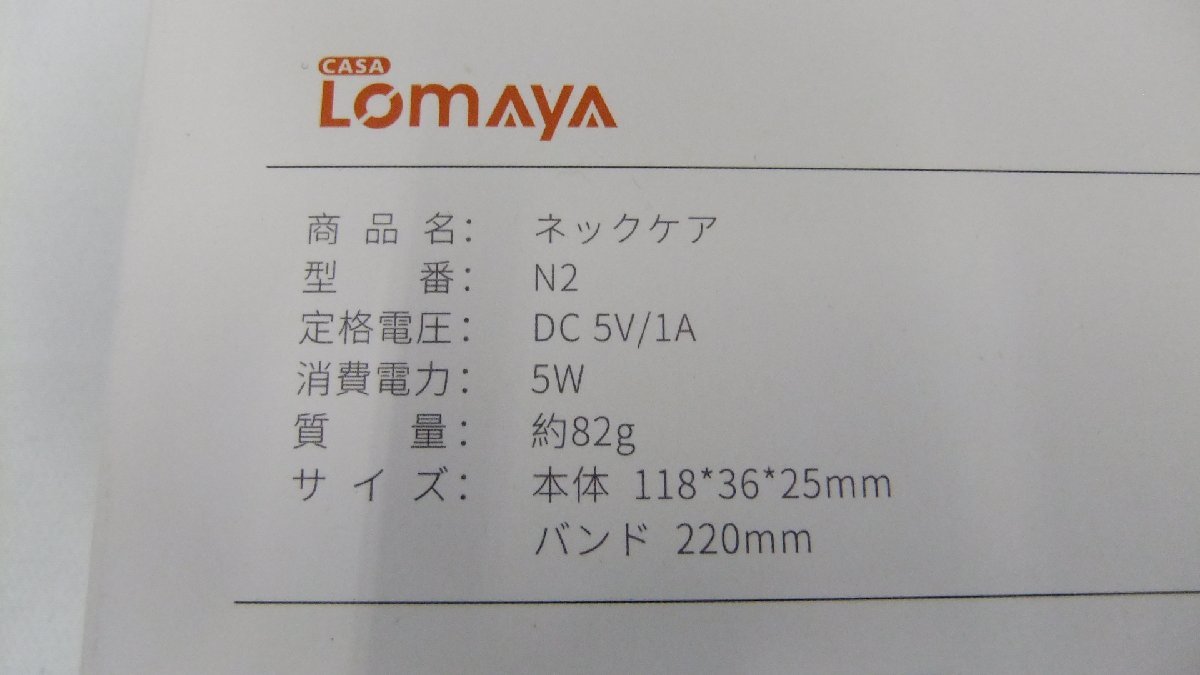 CASA
LOMAYA
商品名： ネックケア
型番： N2
定格電圧： DC 5V/1A
消費電力： 5W
質量： 約82g
サイズ： 本体 118*36*25mm
バンド 220mm